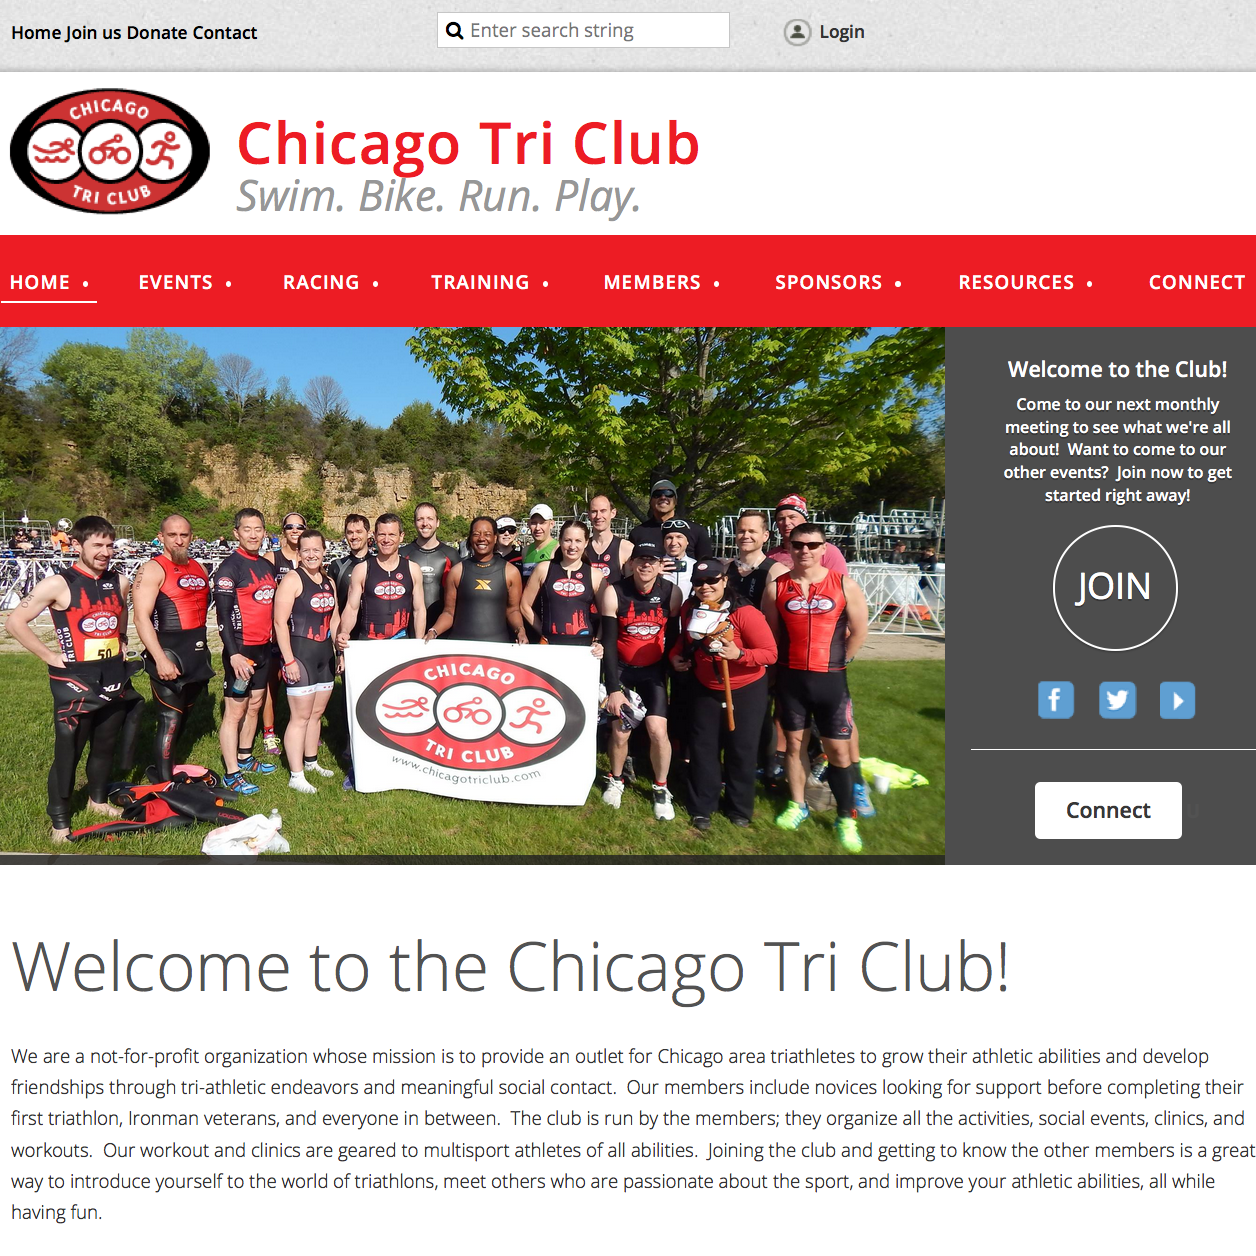 Home Join us Donate Contact
Enter search string
Login
CHICAGO
TRI CLUB
Chicago Tri Club
Swim. Bike. Run. Play.
HOME • EVENTS • RACING • TRAINING • MEMBERS • SPONSORS • RESOURCES • CONNECT
Welcome to the Club!
Come to our next monthly
meeting to see what we're all
about! Want to come to our
other events? Join now to get
started right away!
JOIN
Connect
50
CHICAGO
TRI CLUB
www.chicagotriclub.com
Welcome to the Chicago Tri Club!
We are a not-for-profit organization whose mission is to provide an outlet for Chicago area triathletes to grow their athletic abilities and develop
friendships through tri-athletic endeavors and meaningful social contact. Our members include novices looking for support before completing their
first triathlon, Ironman veterans, and everyone in between. The club is run by the members; they organize all the activities, social events, clinics, and
workouts. Our workout and clinics are geared to multisport athletes of all abilities. Joining the club and getting to know the other members is a great
way to introduce yourself to the world of triathlons, meet others who are passionate about the sport, and improve your athletic abilities, all while
having fun.